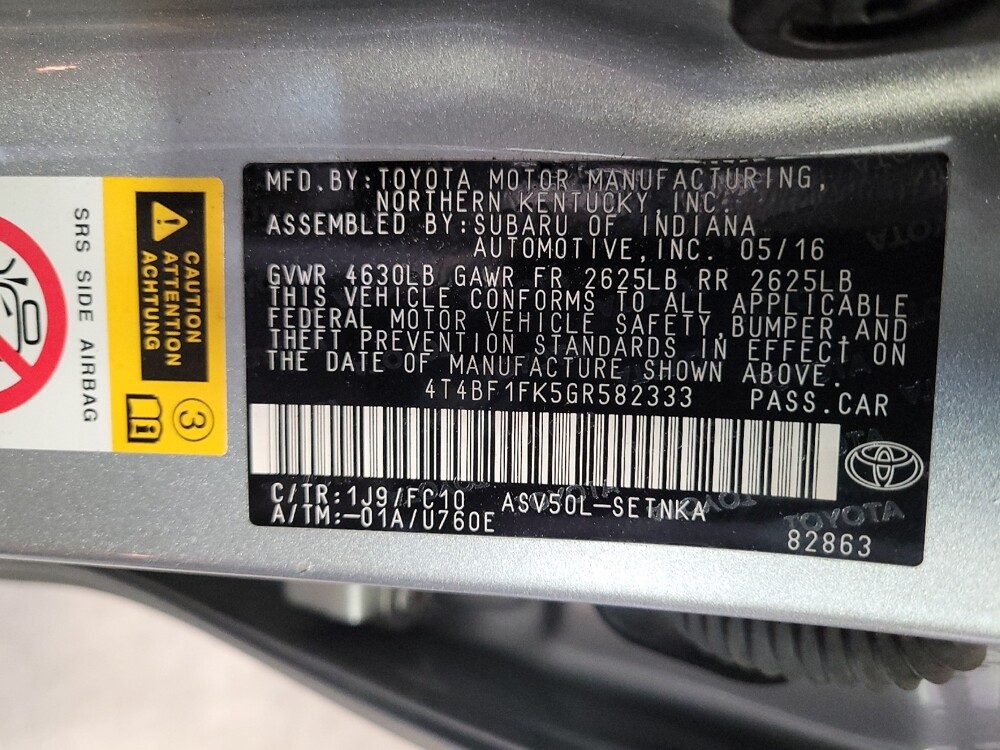 MFD.BY:TOYOTA MOTOR MANUFACTURING,
NORTHERN KENTUCKY,INC.
ASSEMBLED BY:SUBARU OF INDIANA
AUTOMOTIVE,INC. 05/16
GVWR 4630LB GAWR FR 2625LB RR 2625LB
THIS VEHICLE CONFORMS TO ALL APPLICABLE
FEDERAL MOTOR VEHICLE SAFETY,BUMPER,AND
THEFT PREVENTION STANDARDS IN EFFECT ON
THE DATE OF MANUFACTURE SHOWN ABOVE.
4T4BF1FK5GR582333 PASS.CAR
C/TR:1J9/FC10 ASV50L-SETNKA
A/TM:-01A/U760E
TOYOTA
82863
CAUTION
ATTENTION
ACHTUNG
3
SRS SIDE AIRBAG